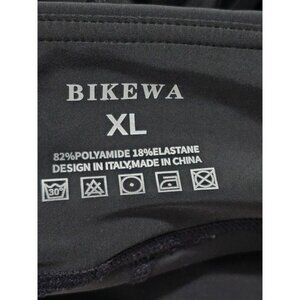 BIKEWA
XL
82%POLYAMIDE 18%ELASTANE
DESIGN IN ITALY,MADE IN CHINA
30°